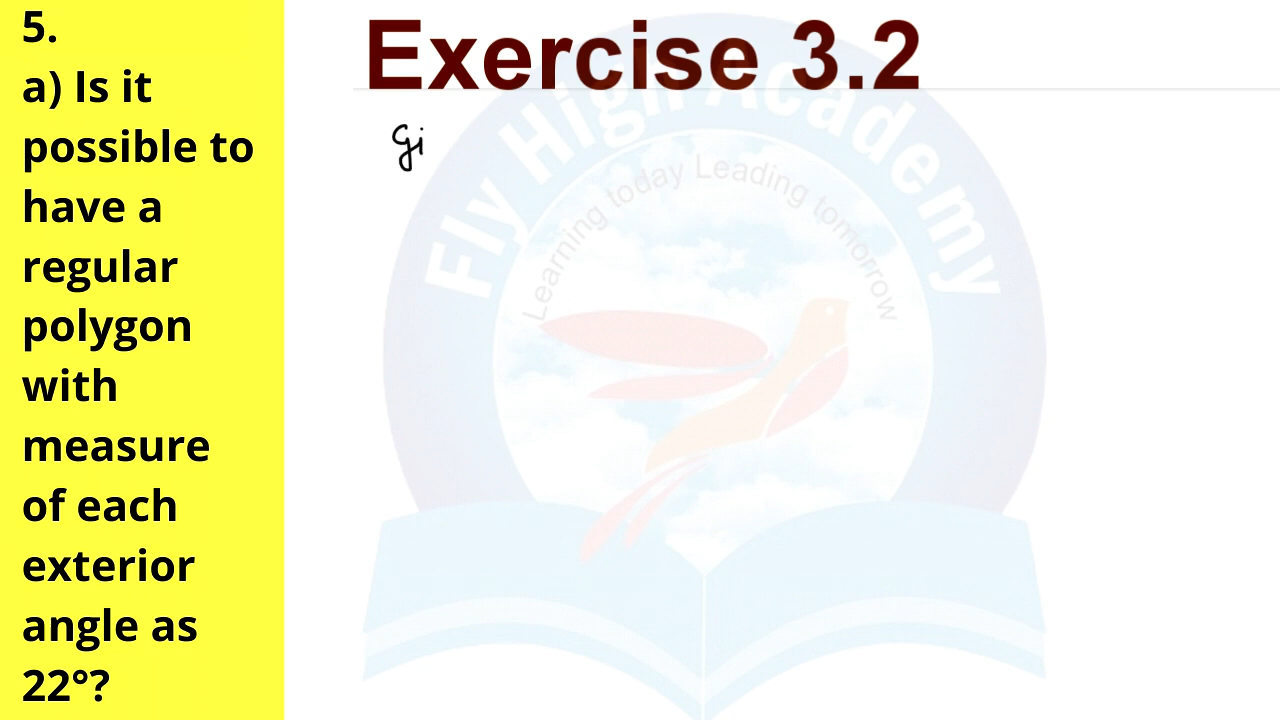 5.
a) Is it
possible to
have a
regular
polygon
with
measure
of each
exterior
angle as
22°?
Exercise 3.2
Gi
Fly High Academy
Learning today Leading tomorrow